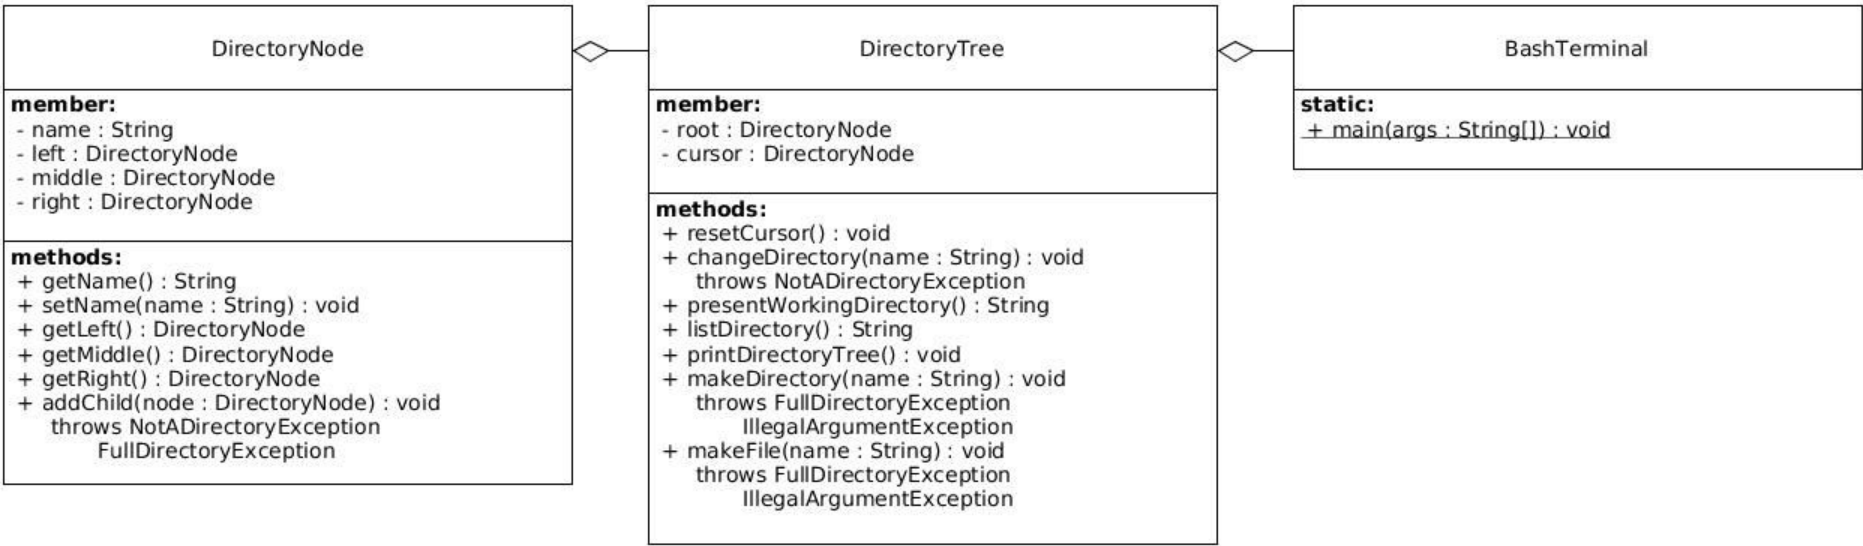 DirectoryNode
member:
- name : String
- left : DirectoryNode
- middle : DirectoryNode
- right : DirectoryNode
methods:
+ getName() : String
+ setName(name : String) : void
+ getLeft() : DirectoryNode
+ getMiddle() : DirectoryNode
+ getRight() : DirectoryNode
+ addChild(node : DirectoryNode) : void
throws NotADirectoryException
FullDirectoryException
DirectoryTree
member:
- root : DirectoryNode
- cursor : DirectoryNode
methods:
+ resetCursor() : void
+ changeDirectory(name : String) : void
throws NotADirectoryException
+ presentWorkingDirectory() : String
+ listDirectory() : String
+ printDirectoryTree() : void
+ makeDirectory(name : String) : void
throws FullDirectoryException
IllegalArgumentException
+ makeFile(name : String) : void
throws FullDirectoryException
IllegalArgumentException
BashTerminal
static:
+ main(args : String[]) : void